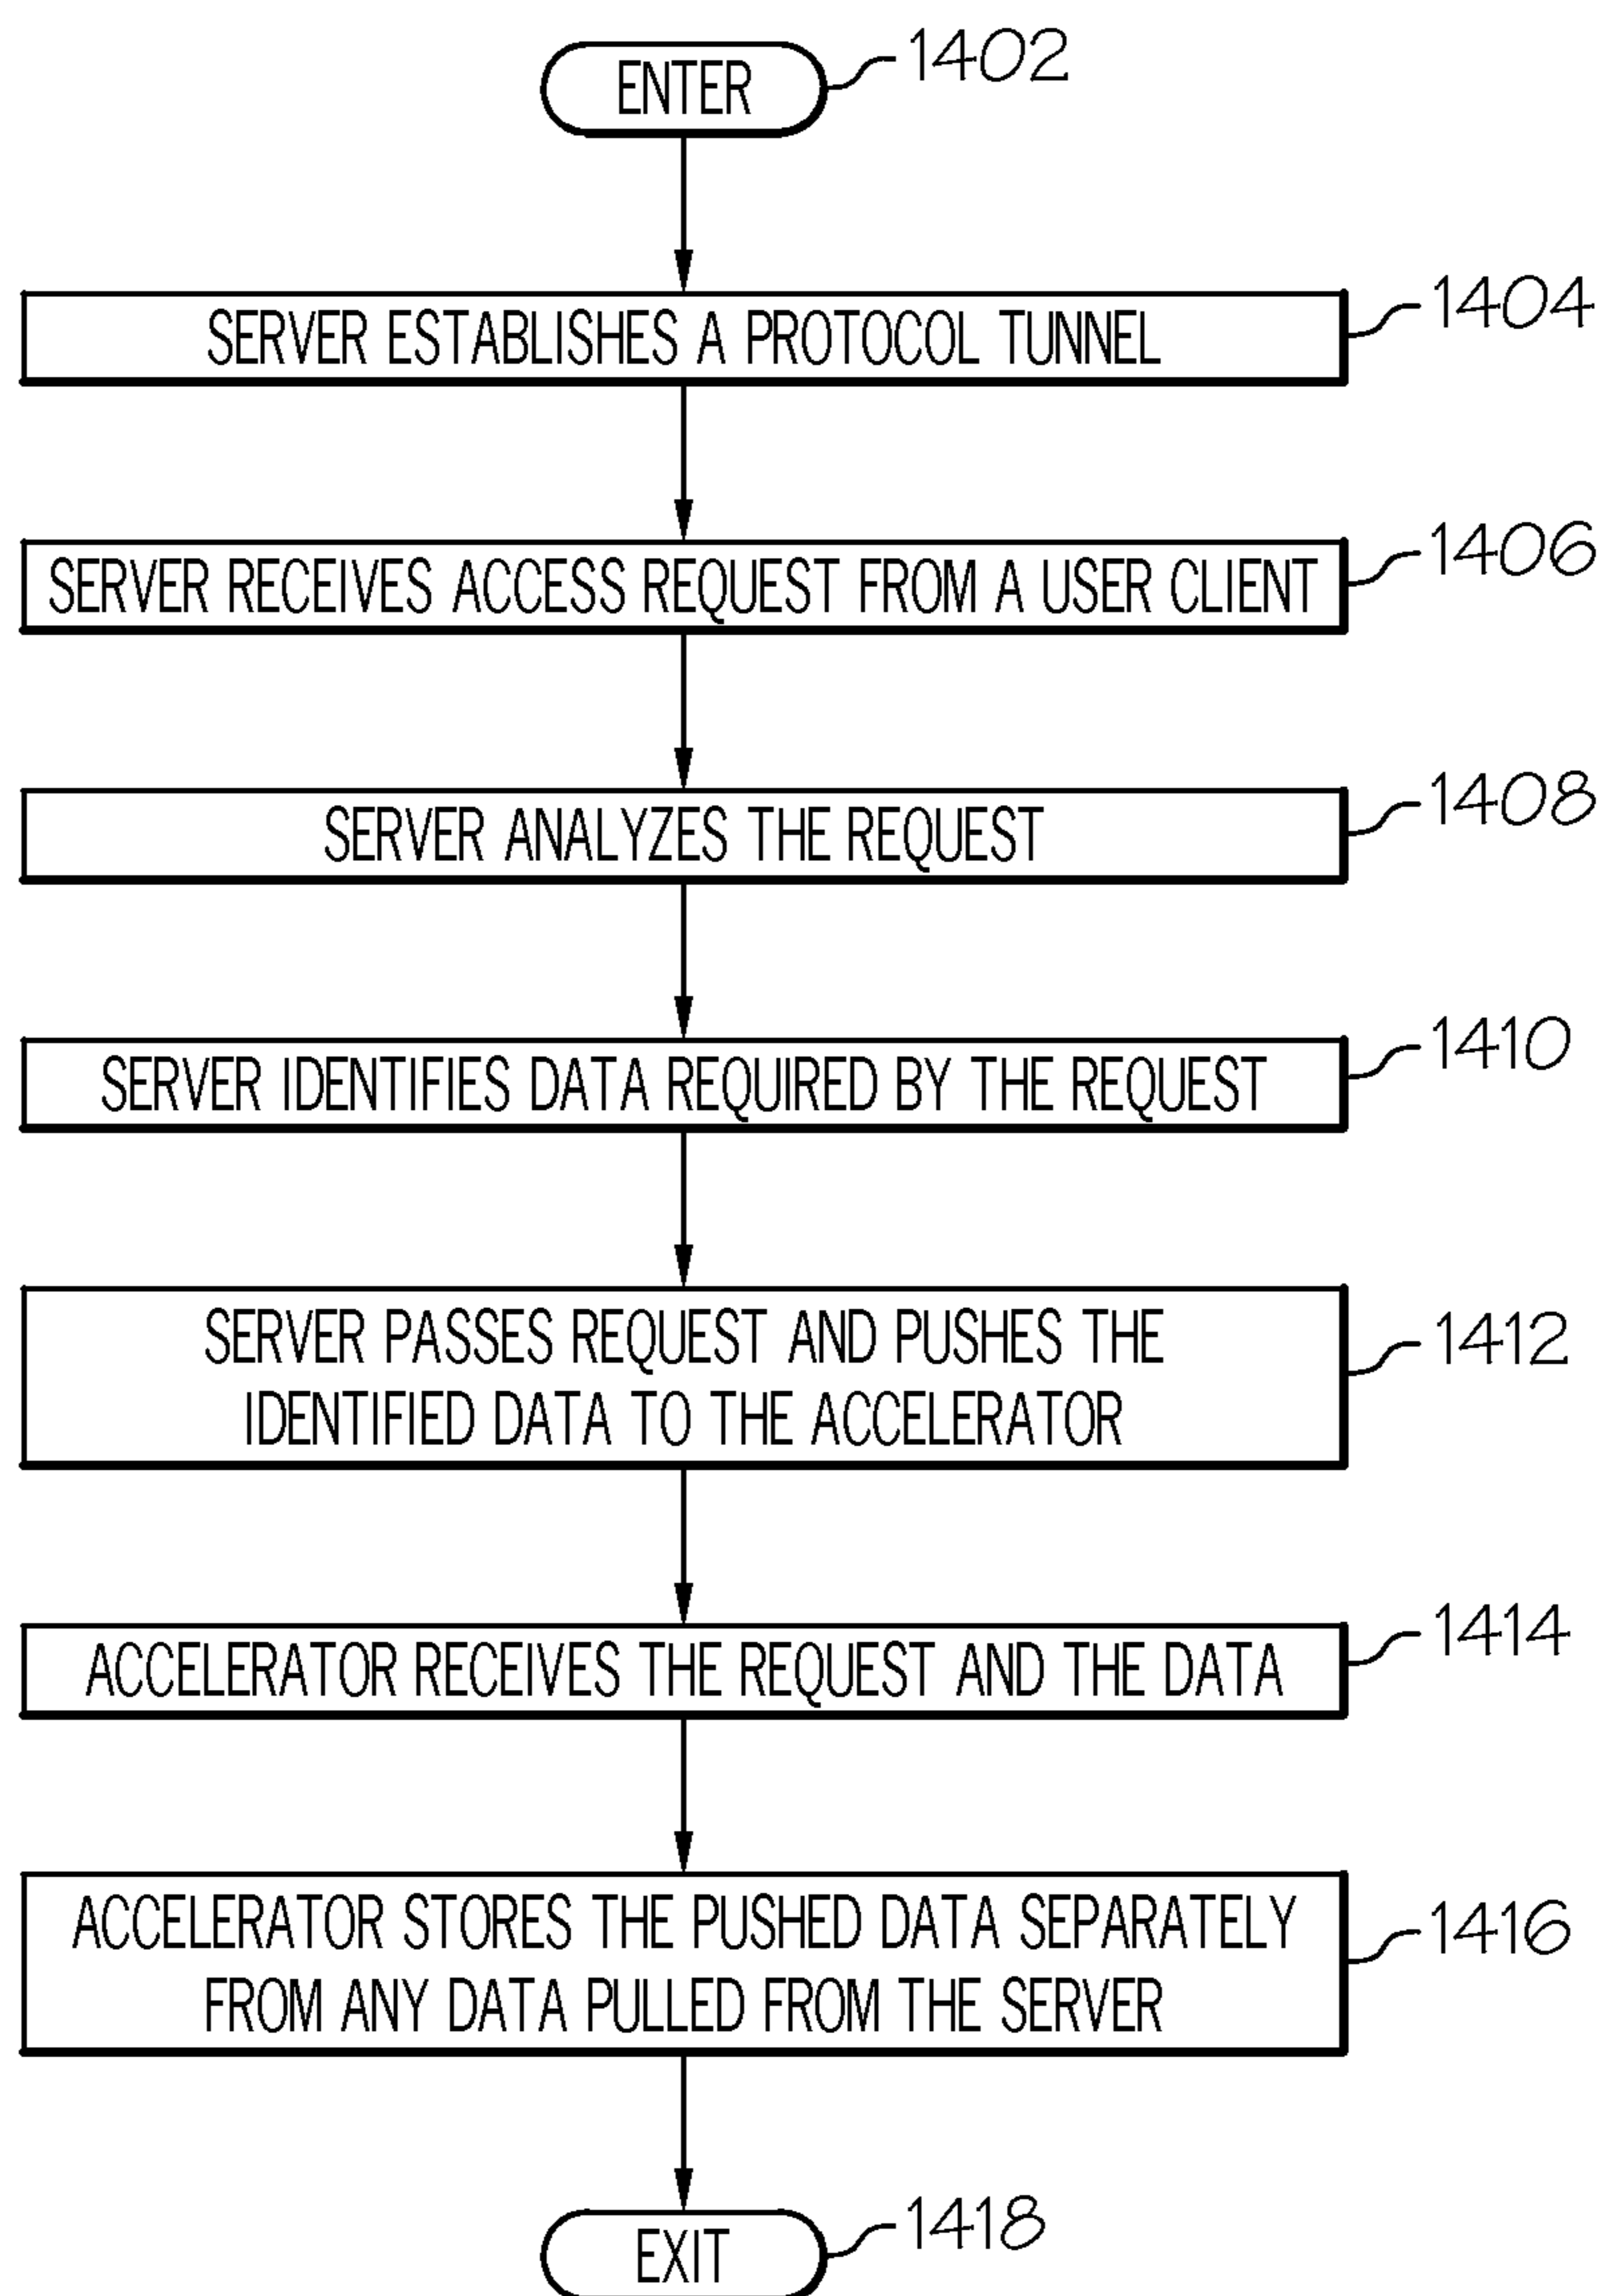 ENTER
1402
SERVER ESTABLISHES A PROTOCOL TUNNEL
1404
SERVER RECEIVES ACCESS REQUEST FROM A USER CLIENT
1406
SERVER ANALYZES THE REQUEST
1408
SERVER IDENTIFIES DATA REQUIRED BY THE REQUEST
1410
SERVER PASSES REQUEST AND PUSHES THE
IDENTIFIED DATA TO THE ACCELERATOR
1412
ACCELERATOR RECEIVES THE REQUEST AND THE DATA
1414
ACCELERATOR STORES THE PUSHED DATA SEPARATELY
FROM ANY DATA PULLED FROM THE SERVER
1416
EXIT
1418